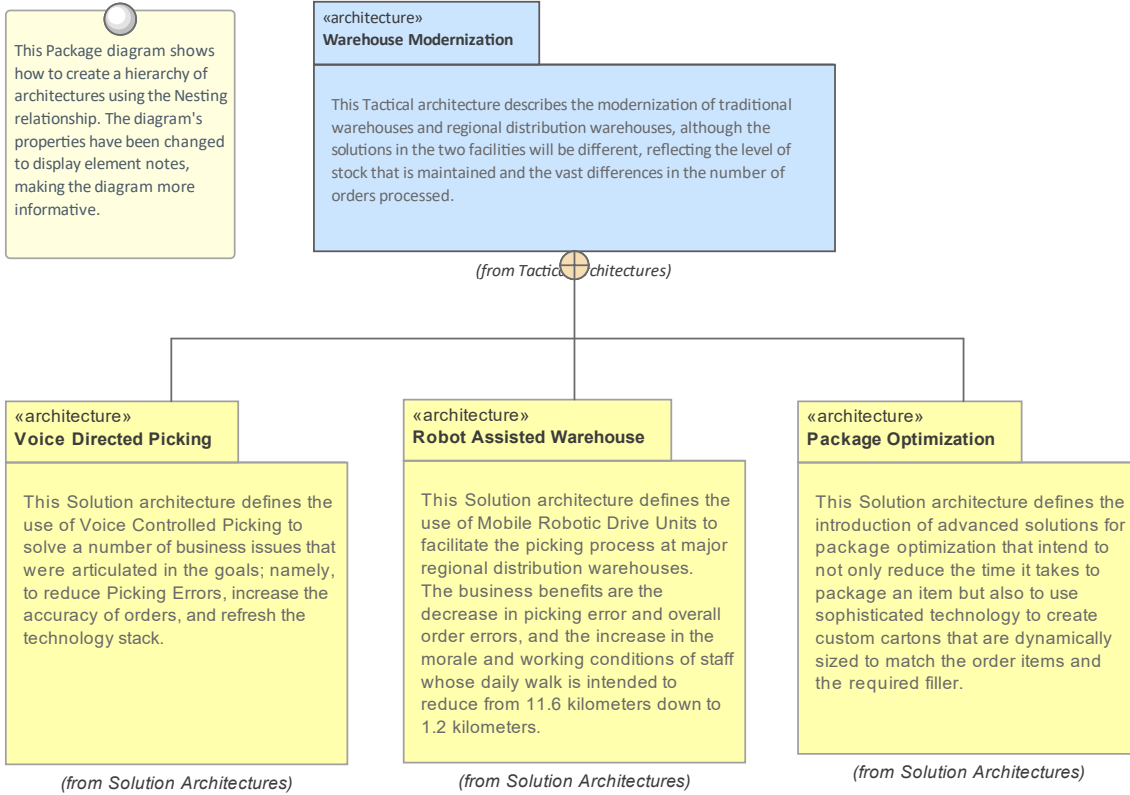 This Package diagram shows
how to create a hierarchy of
architectures using the Nesting
relationship. The diagram's
properties have been changed
to display element notes,
making the diagram more
informative.
«architecture»
Warehouse Modernization
This Tactical architecture describes the modernization of traditional
warehouses and regional distribution warehouses, although the
solutions in the two facilities will be different, reflecting the level of
stock that is maintained and the vast differences in the number of
orders processed.
(from chitectures)
«architecture»
Voice Directed Picking
This Solution architecture defines the
use of Voice Controlled Picking to
solve a number of business issues that
were articulated in the goals; namely,
to reduce Picking Errors, increase the
accuracy of orders, and refresh the
technology stack.
(from Solution Architectures)
«architecture»
Robot Assisted Warehouse
This Solution architecture defines the
use of Mobile Robotic Drive Units to
facilitate the picking process at major
regional distribution warehouses.
The business benefits are the
decrease in picking error and overall
order errors, and the increase in the
morale and working conditions of staff
whose daily walk is intended to
reduce from 11.6 kilometers down to
1.2 kilometers.
(from Solution Architectures)
«architecture»
Package Optimization
This Solution architecture defines the
introduction of advanced solutions for
package optimization that intend to
not only reduce the time it takes to
package an item but also to use
sophisticated technology to create
custom cartons that are dynamically
sized to match the order items and
the required filler.
(from Solution Architectures)